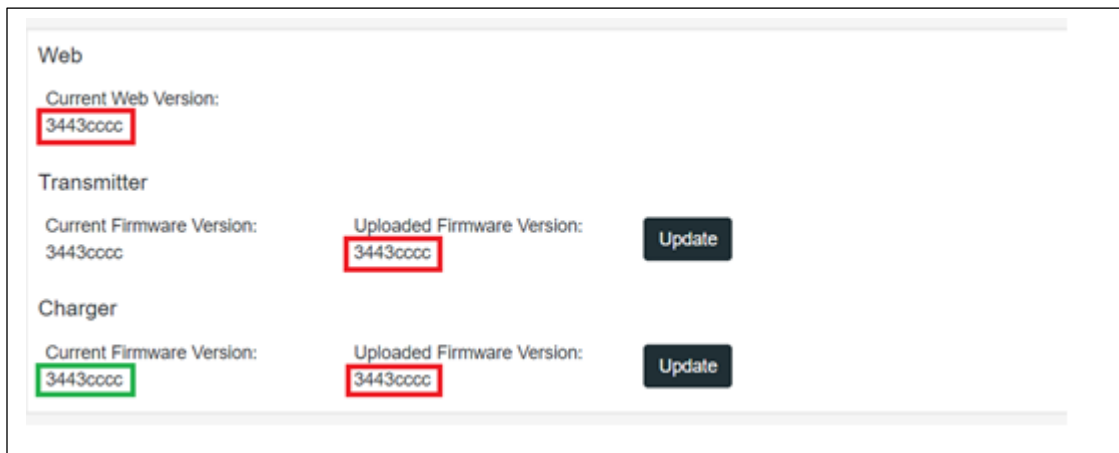 Web
Current Web Version:
3443cccc
Transmitter
Current Firmware Version: Uploaded Firmware Version:
3443cccc 3443cccc
Update
Charger
Current Firmware Version: Uploaded Firmware Version:
3443cccc 3443cccc
Update